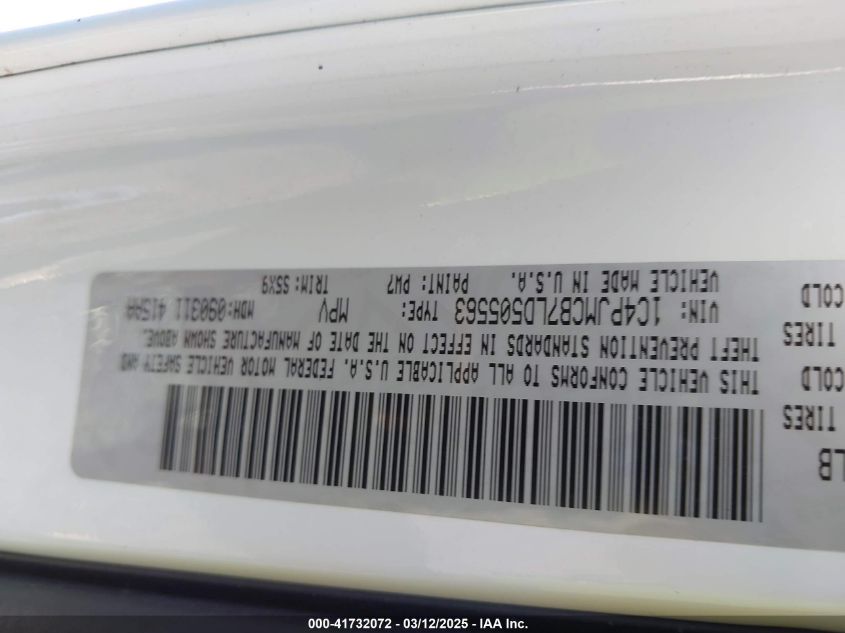 LB
TIRES
COLD
TIRES
COLD
THIS VEHICLE CONFORMS TO ALL APPLICABLE U.S.A. FEDERAL MOTOR VEHICLE SAFETY AND
THEFT PREVENTION STANDARDS IN EFFECT ON THE DATE OF MANUFACTURE SHOWN ABOVE.
VIN: 1C4PJMCB7LD505563 TYPE: MPV MDH:090311 415AA
VEHICLE MADE IN U.S.A. PAINT: PW7 TRIM: S5X9
000-41732072 - 03/12/2025 - IAA Inc.